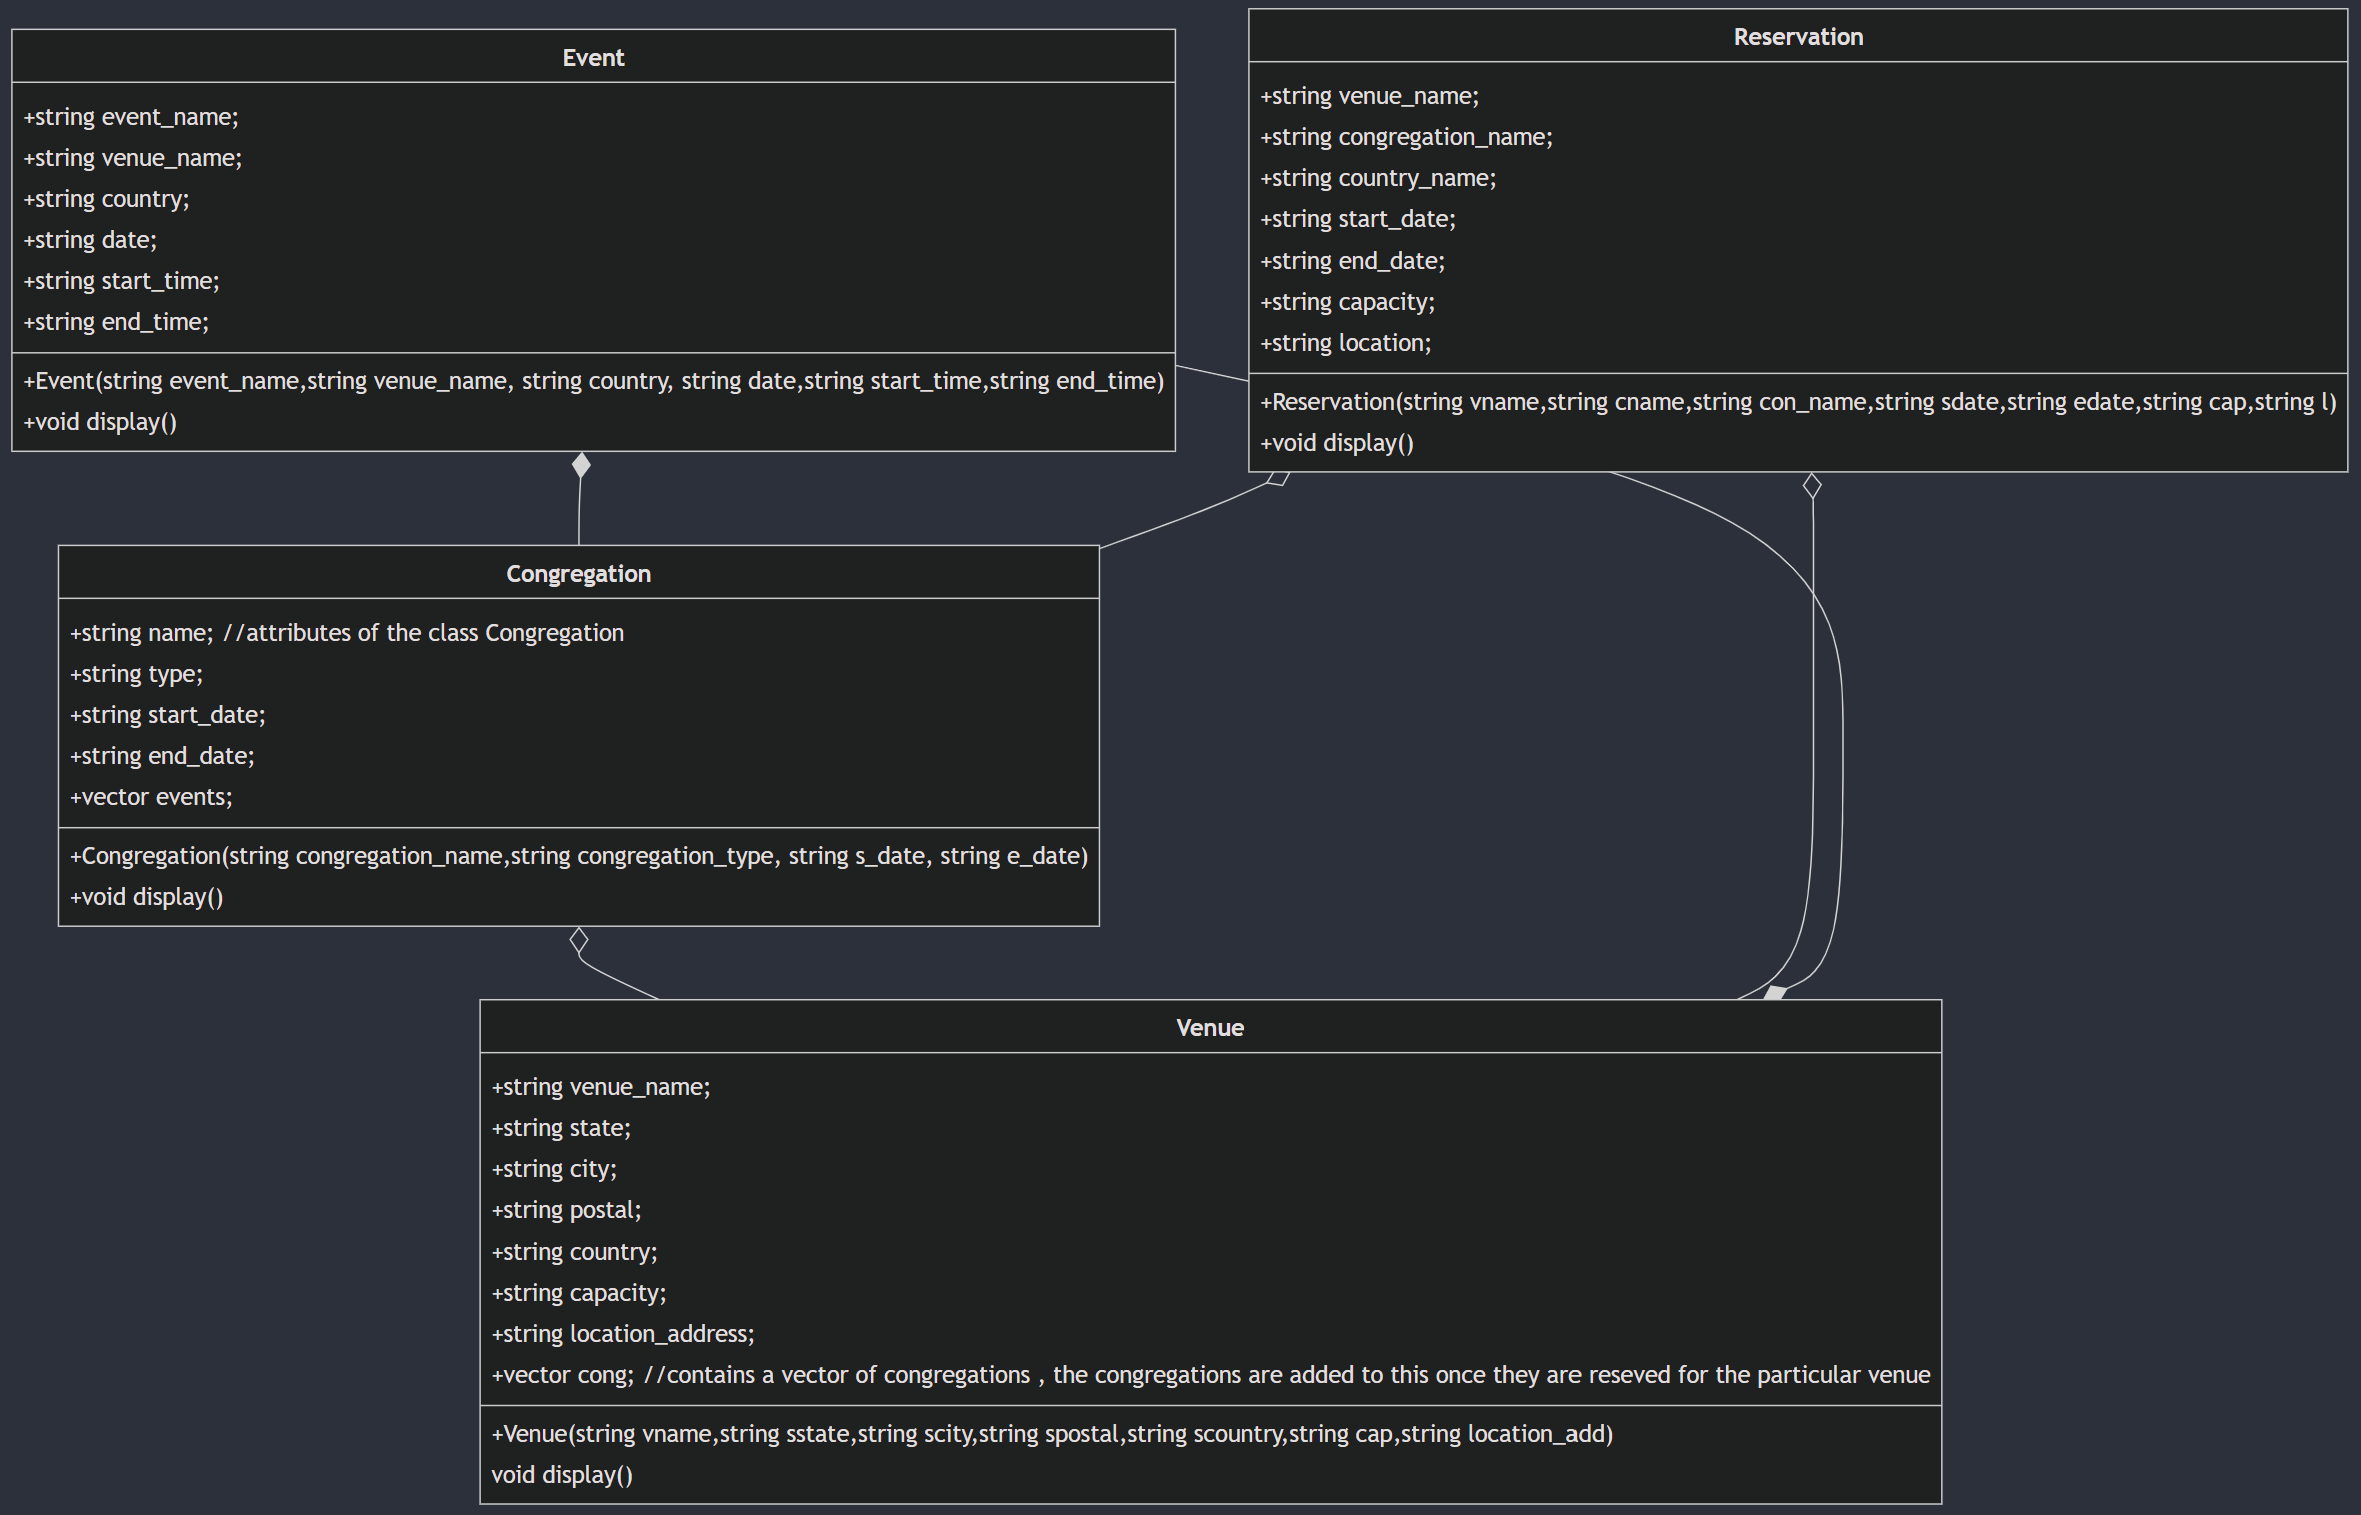 Event
+string event_name;
+string venue_name;
+string country;
+string date;
+string start_time;
+string end_time;
+Event(string event_name,string venue_name, string country, string date,string start_time,string end_time)
+void display()
Reservation
+string venue_name;
+string congregation_name;
+string country_name;
+string start_date;
+string end_date;
+string capacity;
+string location;
+Reservation(string vname,string cname,string con_name,string sdate,string edate,string cap,string l)
+void display()
Congregation
+string name; //attributes of the class Congregation
+string type;
+string start_date;
+string end_date;
+vector events;
+Congregation(string congregation_name,string congregation_type, string s_date, string e_date)
+void display()
Venue
+string venue_name;
+string state;
+string city;
+string postal;
+string country;
+string capacity;
+string location_address;
+vector cong; //contains a vector of congregations , the congregations are added to this once they are reseved for the particular venue
+Venue(string vname,string sstate,string scity,string spostal,string scountry,string cap,string location_add)
void display()